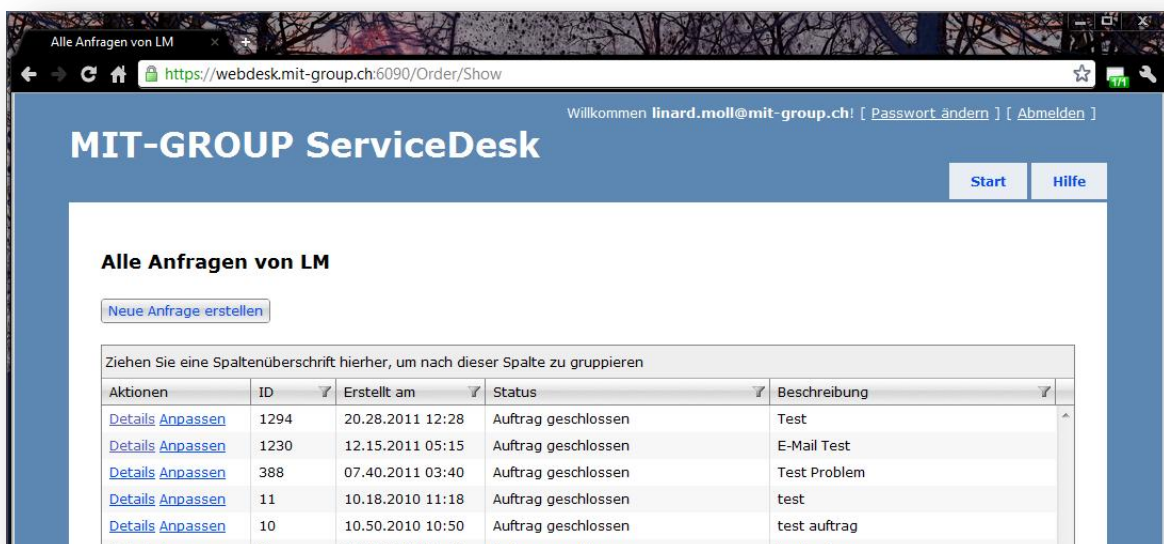 Alle Anfragen von LM
https://webdesk.mit-group.ch:6090/Order/Show
171
Willkommen linard.moll@mit-group.ch! [ Passwort ändern ] [ Abmelden ]
MIT-GROUP ServiceDesk
Start Hilfe
Alle Anfragen von LM
Neue Anfrage erstellen
Ziehen Sie eine Spaltenüberschrift hierher, um nach dieser Spalte zu gruppieren
Aktionen ID Erstellt am Status Beschreibung
Details Anpassen 1294 20.28.2011 12:28 Auftrag geschlossen Test
Details Anpassen 1230 12.15.2011 05:15 Auftrag geschlossen E-Mail Test
Details Anpassen 388 07.40.2011 03:40 Auftrag geschlossen Test Problem
Details Anpassen 11 10.18.2010 11:18 Auftrag geschlossen test
Details Anpassen 10 10.50.2010 10:50 Auftrag geschlossen test auftrag